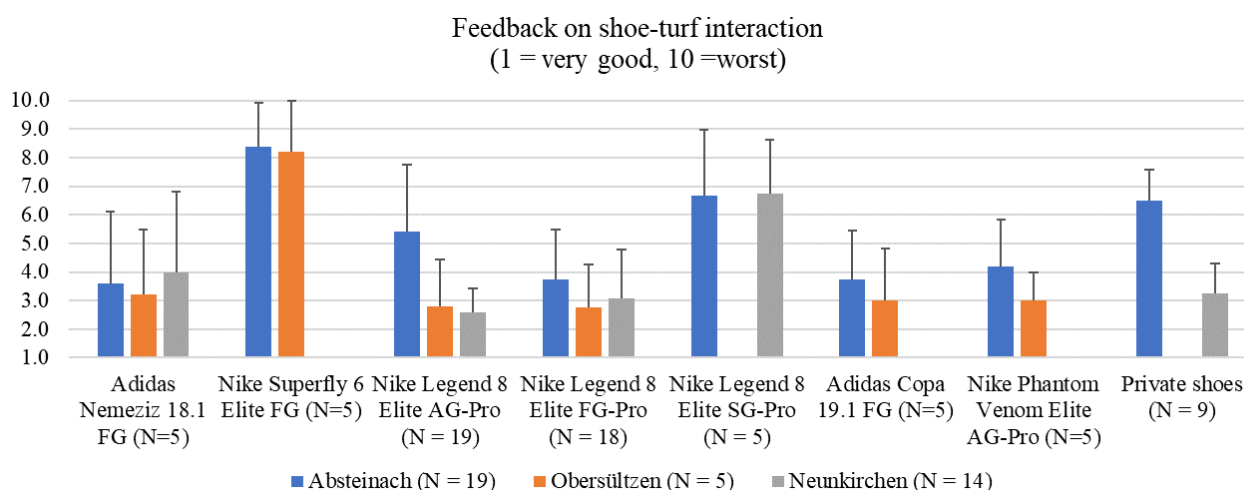 Feedback on shoe-turf interaction
(1 = very good, 10 =worst)
10.0
9.0
8.0
7.0
6.0
5.0
4.0
3.0
2.0
1.0
Adidas
Nemeziz 18.1
FG (N=5)
Nike Superfly 6
Elite FG (N=5)
Nike Legend 8
Elite AG-Pro
(N = 19)
Nike Legend 8
Elite FG-Pro
(N = 18)
Nike Legend 8
Elite SG-Pro
(N = 5)
Adidas Copa
19.1 FG (N=5)
Nike Phantom
Venom Elite
AG-Pro (N=5)
Private shoes
(N = 9)
Absteinach (N = 19)
Obersültzen (N = 5)
Neunkirchen (N = 14)